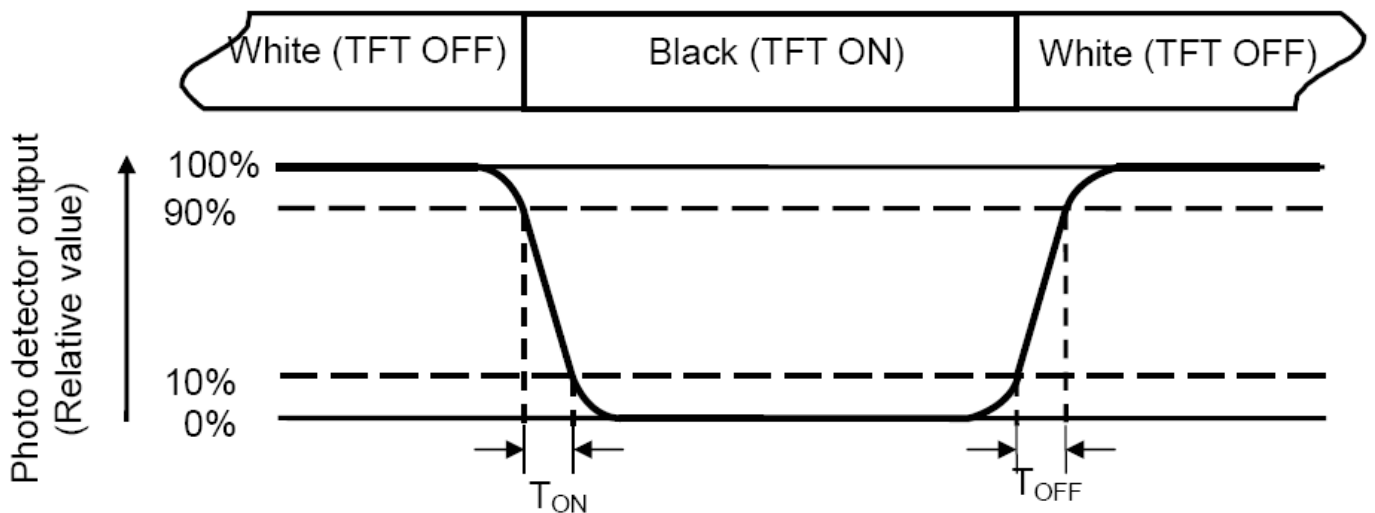 White (TFT OFF)
Black (TFT ON)
White (TFT OFF)
Photo detector output
(Relative value)
100%
90%
10%
0%
TON
TOFF